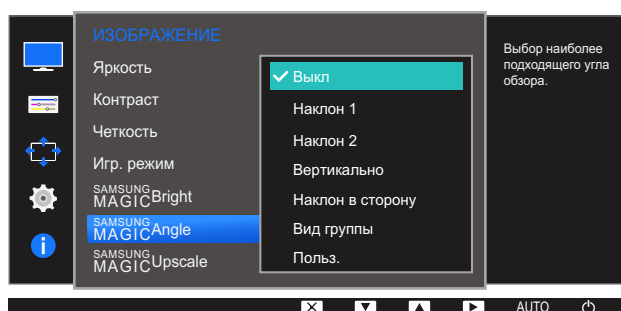 ИЗОБРАЖЕНИЕ
Яркость
Контраст
Четкость
Игр. режим
SAMSUNG
MAGICBright
SAMSUNG
MAGICAngle
SAMSUNG
MAGICUpscale
Выкл
Наклон 1
Наклон 2
Вертикально
Наклон в сторону
Вид группы
Польз.
Выбор наиболее
подходящего угла
обзора.
AUTO